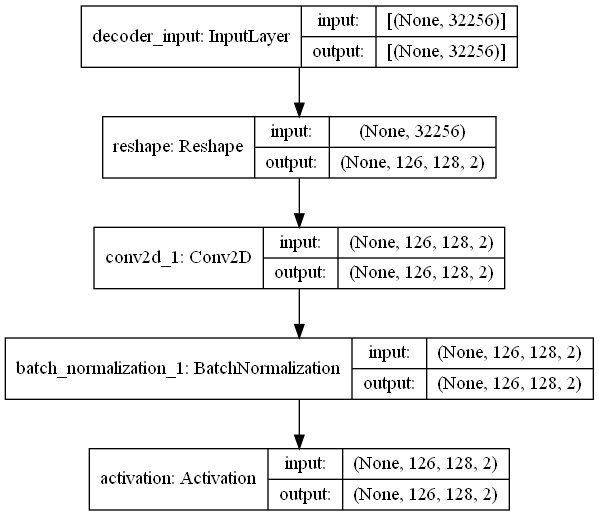 decoder_input: InputLayer
input: [(None, 32256)]
output: [(None, 32256)]
reshape: Reshape
input: (None, 32256)
output: (None, 126, 128, 2)
conv2d_1: Conv2D
input: (None, 126, 128, 2)
output: (None, 126, 128, 2)
batch_normalization_1: BatchNormalization
input: (None, 126, 128, 2)
output: (None, 126, 128, 2)
activation: Activation
input: (None, 126, 128, 2)
output: (None, 126, 128, 2)